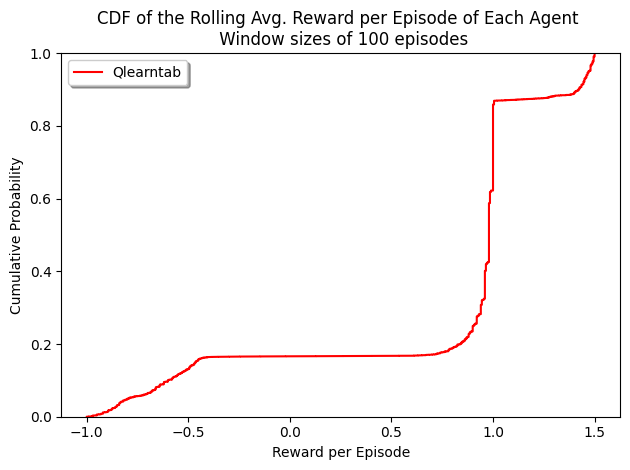 CDF of the Rolling Avg. Reward per Episode of Each Agent
Window sizes of 100 episodes
Qlearntab
1.0
0.8
0.6
0.4
0.2
0.0
Cumulative Probability
−1.0 −0.5 0.0 0.5 1.0 1.5
Reward per Episode